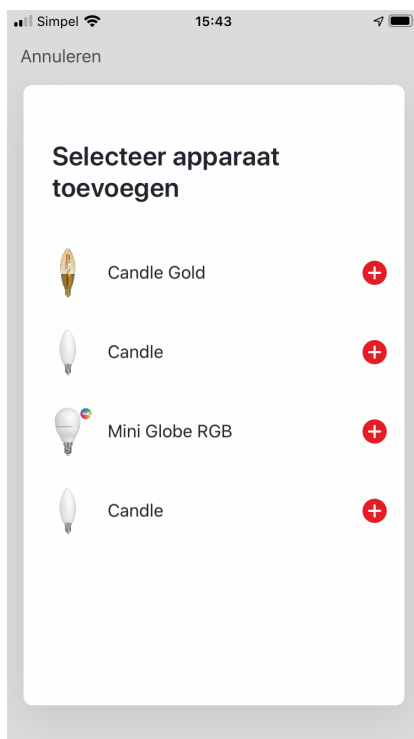 Simpel 15:43
Annuleren
Selecteer apparaat
toevoegen
Candle Gold
Candle
Mini Globe RGB
Candle